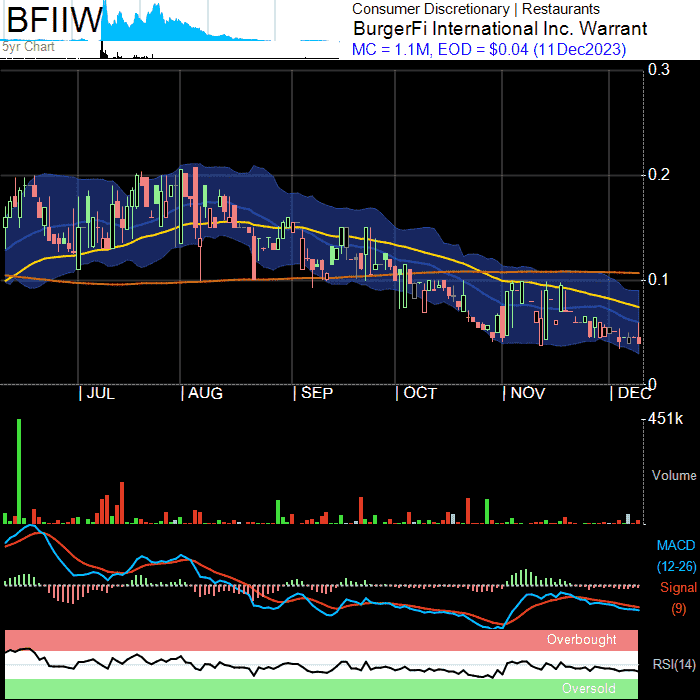 BFIIW
5yr Chart
Consumer Discretionary | Restaurants
BurgerFi International Inc. Warrant
MC = 1.1M, EOD = $0.04 (11Dec2023)
0.3
0.2
0.1
0
| JUL | AUG | SEP | OCT | NOV | DEC
451k
Volume
MACD
(12-26)
Signal
(9)
Overbought
RSI(14)
Oversold